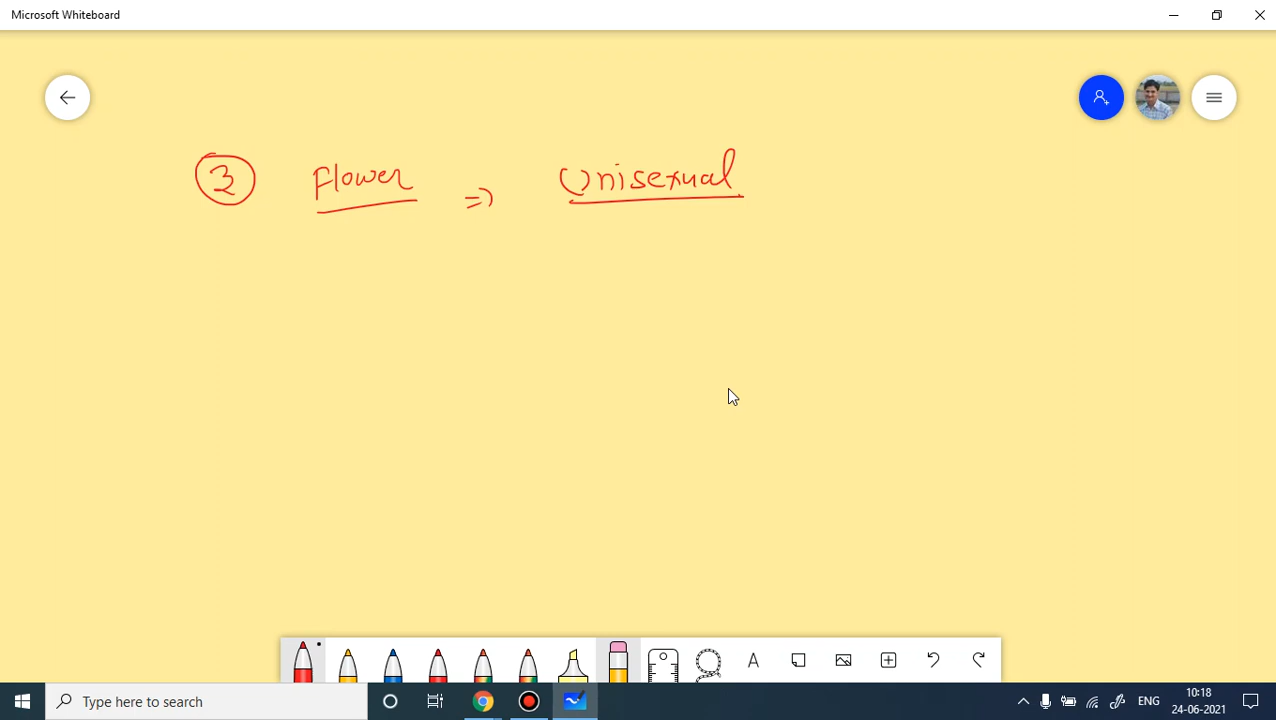 Microsoft Whiteboard
3 Flower => Unisexual
A
Type here to search
ENG
10:18
24-06-2021